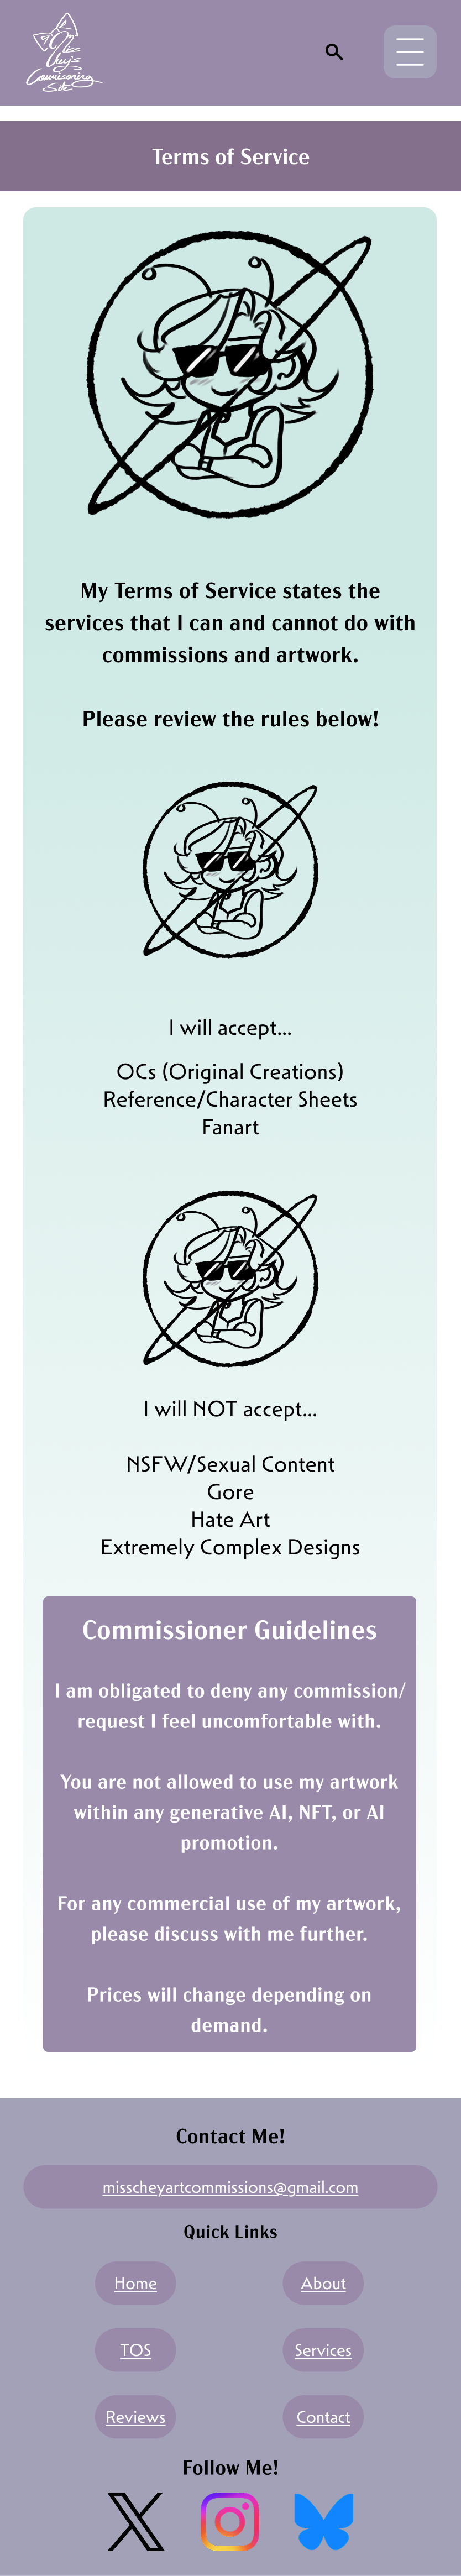 Miss
Chey's
Commissioning
Site
Terms of Service
My Terms of Service states the
services that I can and cannot do with
commissions and artwork.
Please review the rules below!
I will accept...
OCs (Original Creations)
Reference/Character Sheets
Fanart
I will NOT accept...
NSFW/Sexual Content
Gore
Hate Art
Extremely Complex Designs
Commissioner Guidelines
I am obligated to deny any commission/
request I feel uncomfortable with.
You are not allowed to use my artwork
within any generative AI, NFT, or AI
promotion.
For any commercial use of my artwork,
please discuss with me further.
Prices will change depending on
demand.
Contact Me!
misscheyartcommissions@gmail.com
Quick Links
Home About
TOS Services
Reviews Contact
Follow Me!